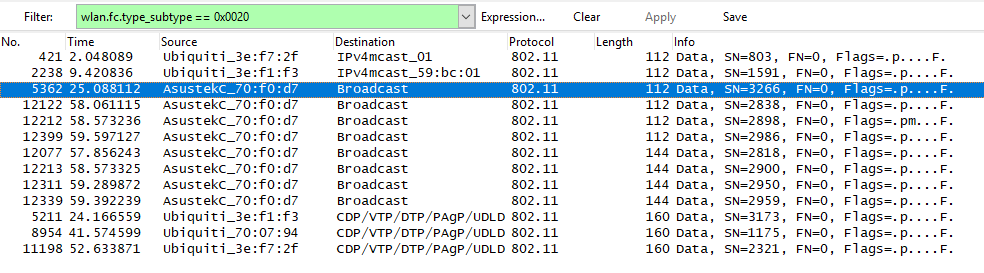 Filter: wlan.fc.type_subtype == 0x0020 Expression... Clear Apply Save
No. Time Source Destination Protocol Length Info
421 2.048089 Ubiquiti_3e:f7:2f IPv4mcast_01 802.11 112 Data, SN=803, FN=0, Flags=.p....F.
2238 9.420836 Ubiquiti_3e:f1:f3 IPv4mcast_59:bc:01 802.11 112 Data, SN=1591, FN=0, Flags=.p....F.
5362 25.088112 AsustekC_70:f0:d7 Broadcast 802.11 112 Data, SN=3266, FN=0, Flags=.p....F.
12122 58.061115 AsustekC_70:f0:d7 Broadcast 802.11 112 Data, SN=2838, FN=0, Flags=.p....F.
12212 58.573236 AsustekC_70:f0:d7 Broadcast 802.11 112 Data, SN=2898, FN=0, Flags=.pm...F.
12399 59.597127 AsustekC_70:f0:d7 Broadcast 802.11 112 Data, SN=2986, FN=0, Flags=.p....F.
12077 57.856243 AsustekC_70:f0:d7 Broadcast 802.11 144 Data, SN=2818, FN=0, Flags=.p....F.
12213 58.573325 AsustekC_70:f0:d7 Broadcast 802.11 144 Data, SN=2900, FN=0, Flags=.p....F.
12311 59.289872 AsustekC_70:f0:d7 Broadcast 802.11 144 Data, SN=2950, FN=0, Flags=.p....F.
12339 59.392239 AsustekC_70:f0:d7 Broadcast 802.11 144 Data, SN=2959, FN=0, Flags=.p....F.
5211 24.166559 Ubiquiti_3e:f1:f3 CDP/VTP/DTP/PAgP/UDLD 802.11 160 Data, SN=3173, FN=0, Flags=.p....F.
8954 41.574599 Ubiquiti_70:07:94 CDP/VTP/DTP/PAgP/UDLD 802.11 160 Data, SN=1175, FN=0, Flags=.p....F.
11198 52.633871 Ubiquiti_3e:f7:2f CDP/VTP/DTP/PAgP/UDLD 802.11 160 Data, SN=2321, FN=0, Flags=.p....F.